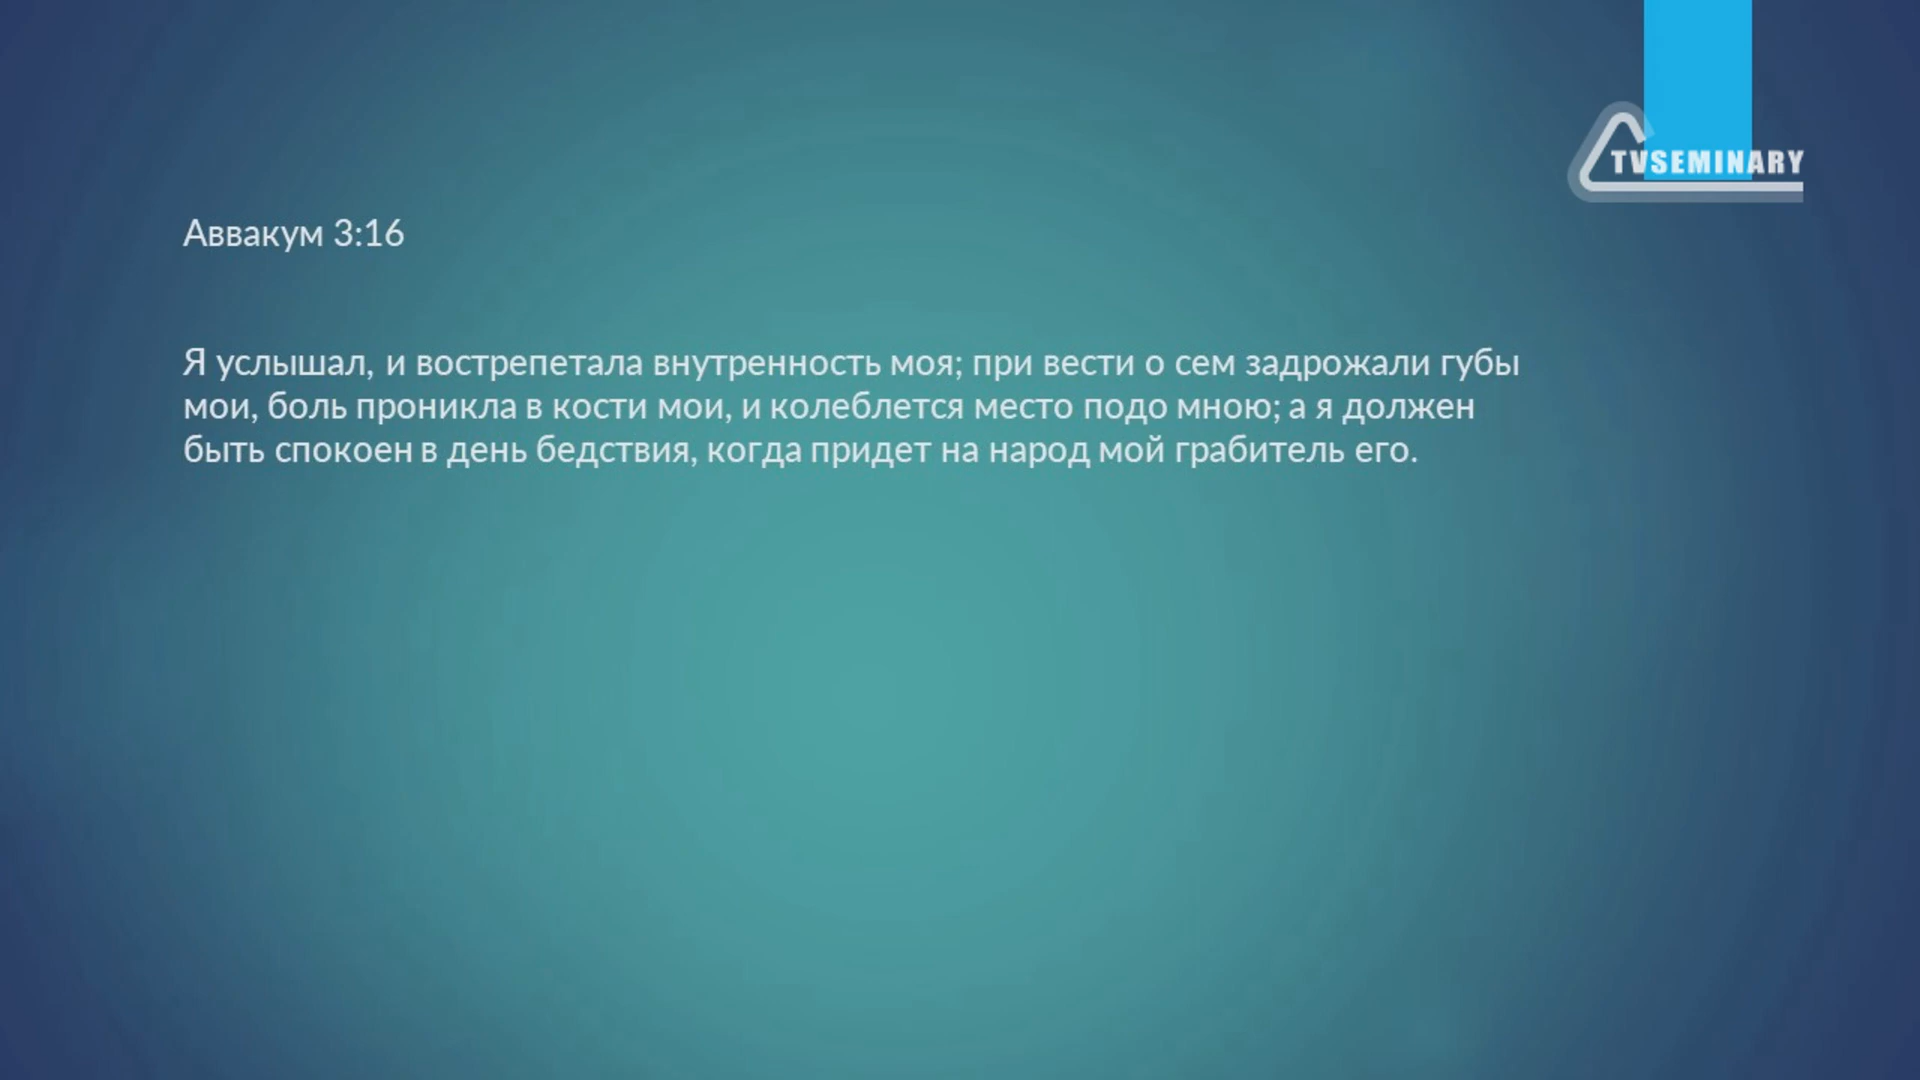 TVSEMINARY
Аввакум 3:16
Я услышал, и вострепетала внутренность моя; при вести о сем задрожали губы
мои, боль проникла в кости мои, и колеблется место подо мною; а я должен
быть спокоен в день бедствия, когда придет на народ мой грабитель его.